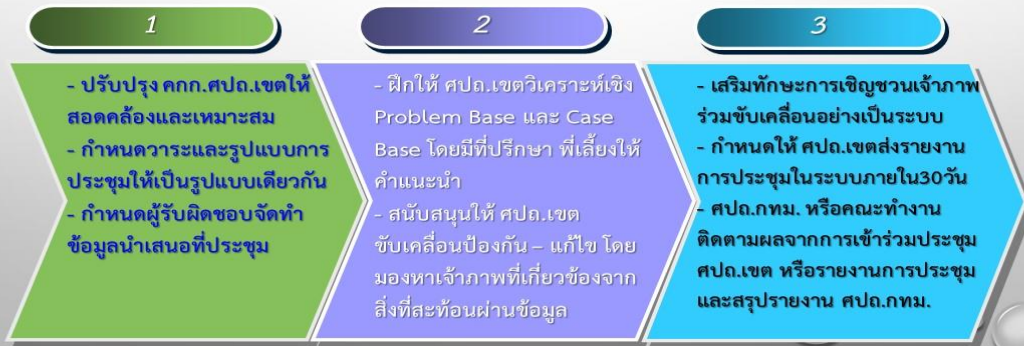 1
- ปรับปรุง คกก.ศปถ.เขตให้
สอดคล้องและเหมาะสม
- กำหนดวาระและรูปแบบการ
ประชุมให้เป็นรูปแบบเดียวกัน
- กำหนดผู้รับผิดชอบจัดทำ
ข้อมูลนำเสนอที่ประชุม
2
- ฝึกให้ ศปถ.เขตวิเคราะห์เชิง
Problem Base และ Case
Base โดยมีที่ปรึกษา พี่เลี้ยงให้
คำแนะนำ
- สนับสนุนให้ ศปถ.เขต
ขับเคลื่อนป้องกัน – แก้ไข โดย
มองหาเจ้าภาพที่เกี่ยวข้องจาก
สิ่งที่สะท้อนผ่านข้อมูล
3
- เสริมทักษะการเชิญชวนเจ้าภาพ
ร่วมขับเคลื่อนอย่างเป็นระบบ
- กำหนดให้ ศปถ.เขตส่งรายงาน
การประชุมในระบบภายใน30วัน
- ศปถ.กทม. หรือคณะทำงาน
ติดตามผลจากการเข้าร่วมประชุม
ศปถ.เขต หรือรายงานการประชุม
และสรุปรายงาน ศปถ.กทม.